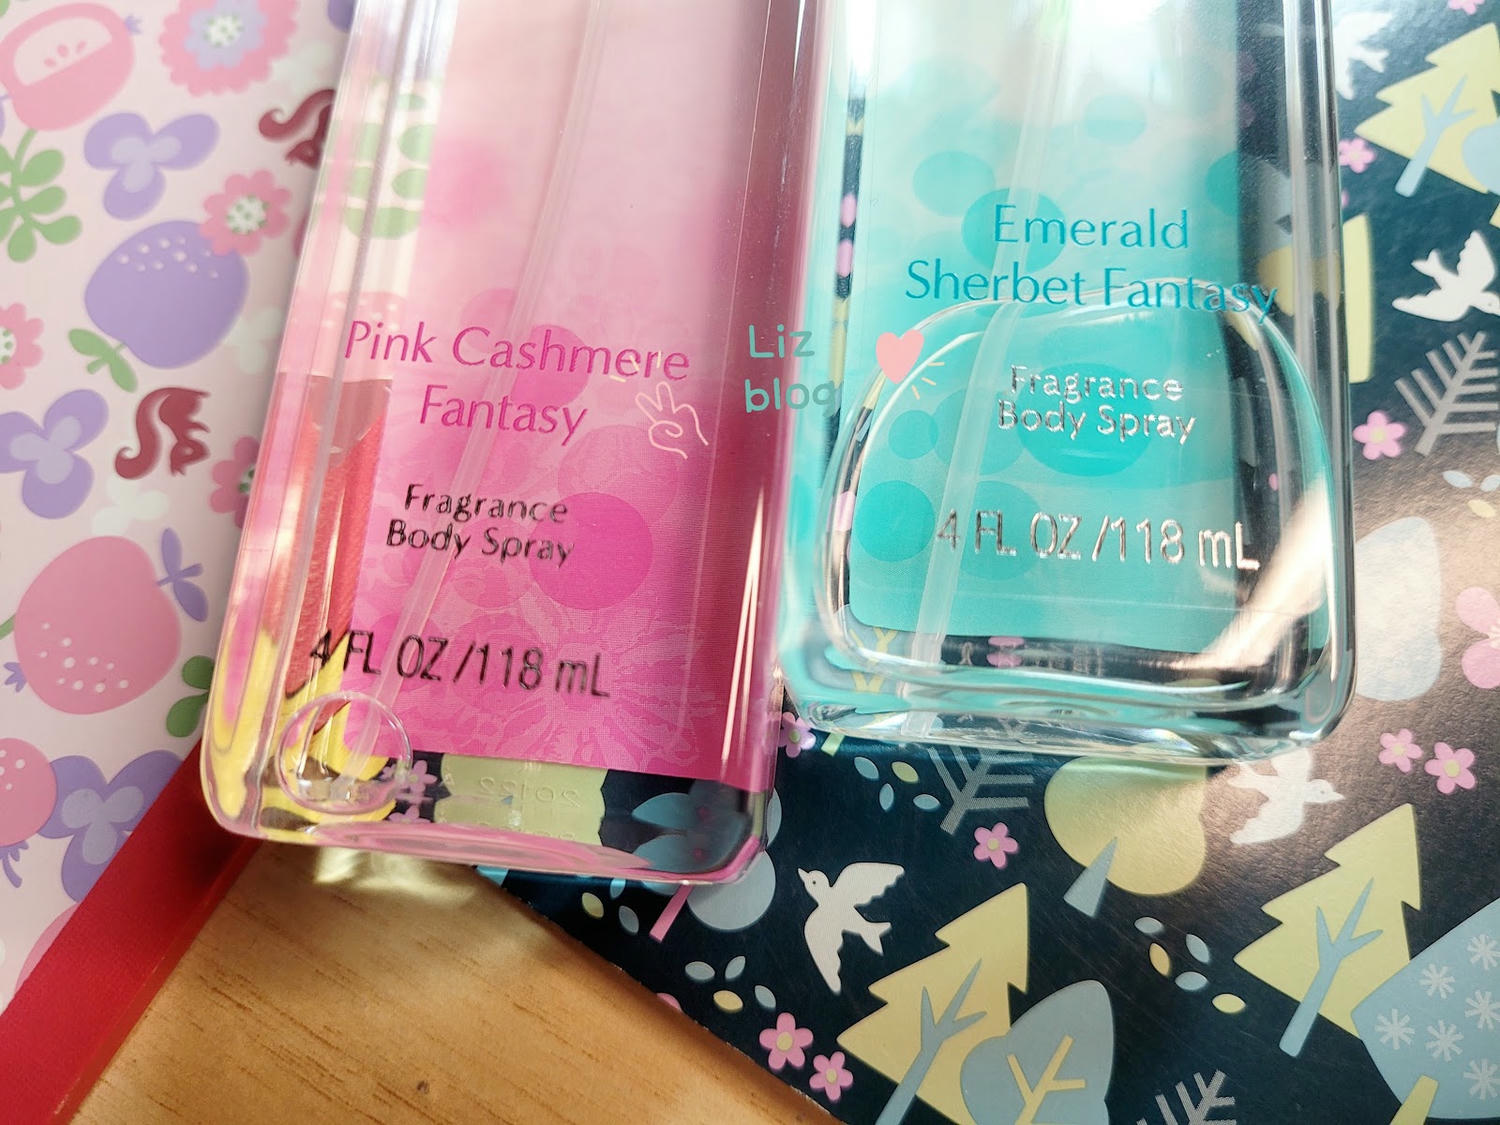 Pink Cashmere
Fantasy
Fragrance
Body Spray
4 FL OZ /118 mL
Liz
blog
Emerald
Sherbet Fantasy
Fragrance
Body Spray
4 FL OZ /118 mL